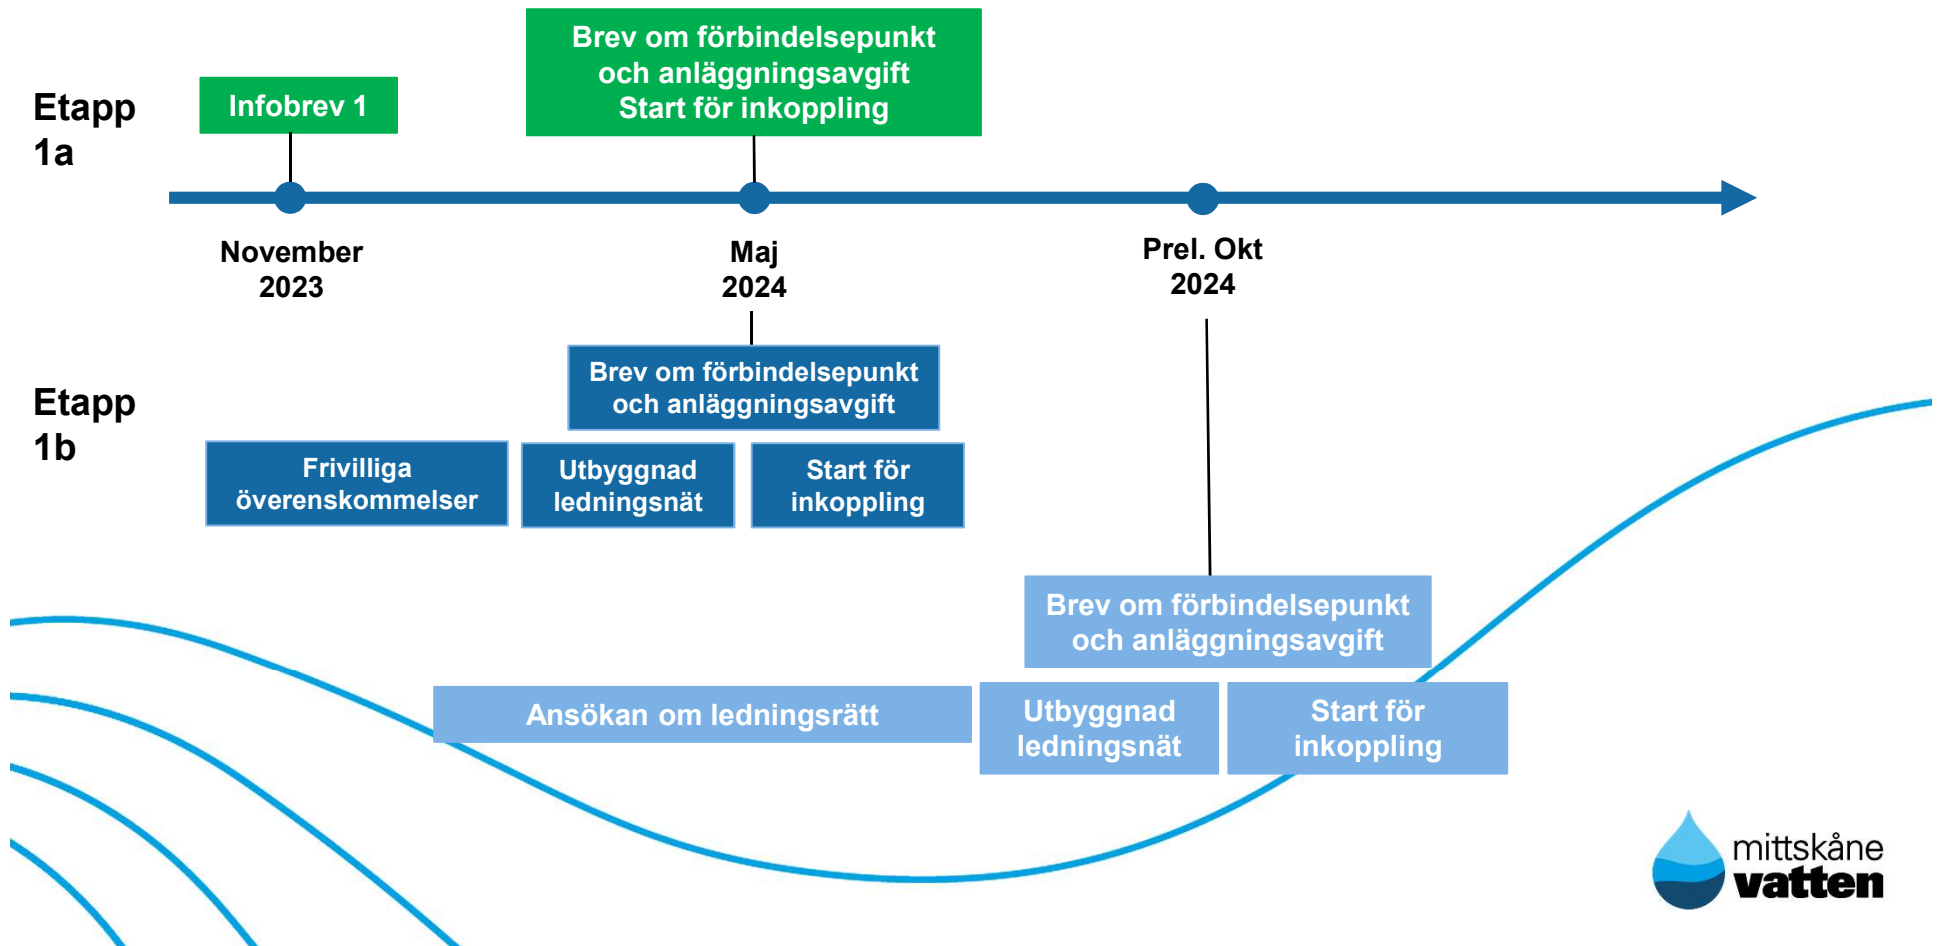 Etapp
1a
Infobrev 1
Brev om förbindelsepunkt
och anläggningsavgift
Start för inkoppling
November
2023
Maj
2024
Prel. Okt
2024
Etapp
1b
Brev om förbindelsepunkt
och anläggningsavgift
Frivilliga
överenskommelser
Utbyggnad
ledningsnät
Start för
inkoppling
Brev om förbindelsepunkt
och anläggningsavgift
Ansökan om ledningsrätt
Utbyggnad
ledningsnät
Start för
inkoppling
mittskåne
vatten